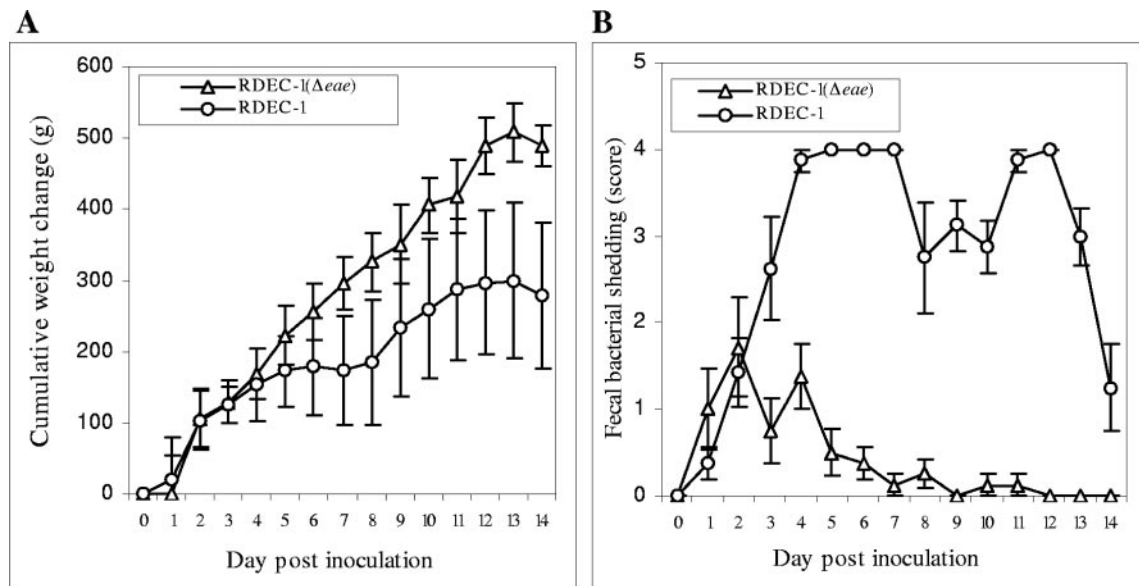 A
Cumulative weight change (g)
600
500
400
300
200
100
0
RDEC-1(Δeae)
RDEC-1
0 1 2 3 4 5 6 7 8 9 10 11 12 13 14
Day post inoculation
B
Fecal bacterial shedding (score)
5
4
3
2
1
0
RDEC-1(Δeae)
RDEC-1
0 1 2 3 4 5 6 7 8 9 10 11 12 13 14
Day post inoculation